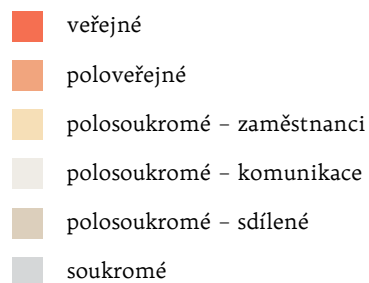 veřejné
poloveřejné
polosoukromé – zaměstnanci
polosoukromé – komunikace
polosoukromé – sdílené
soukromé